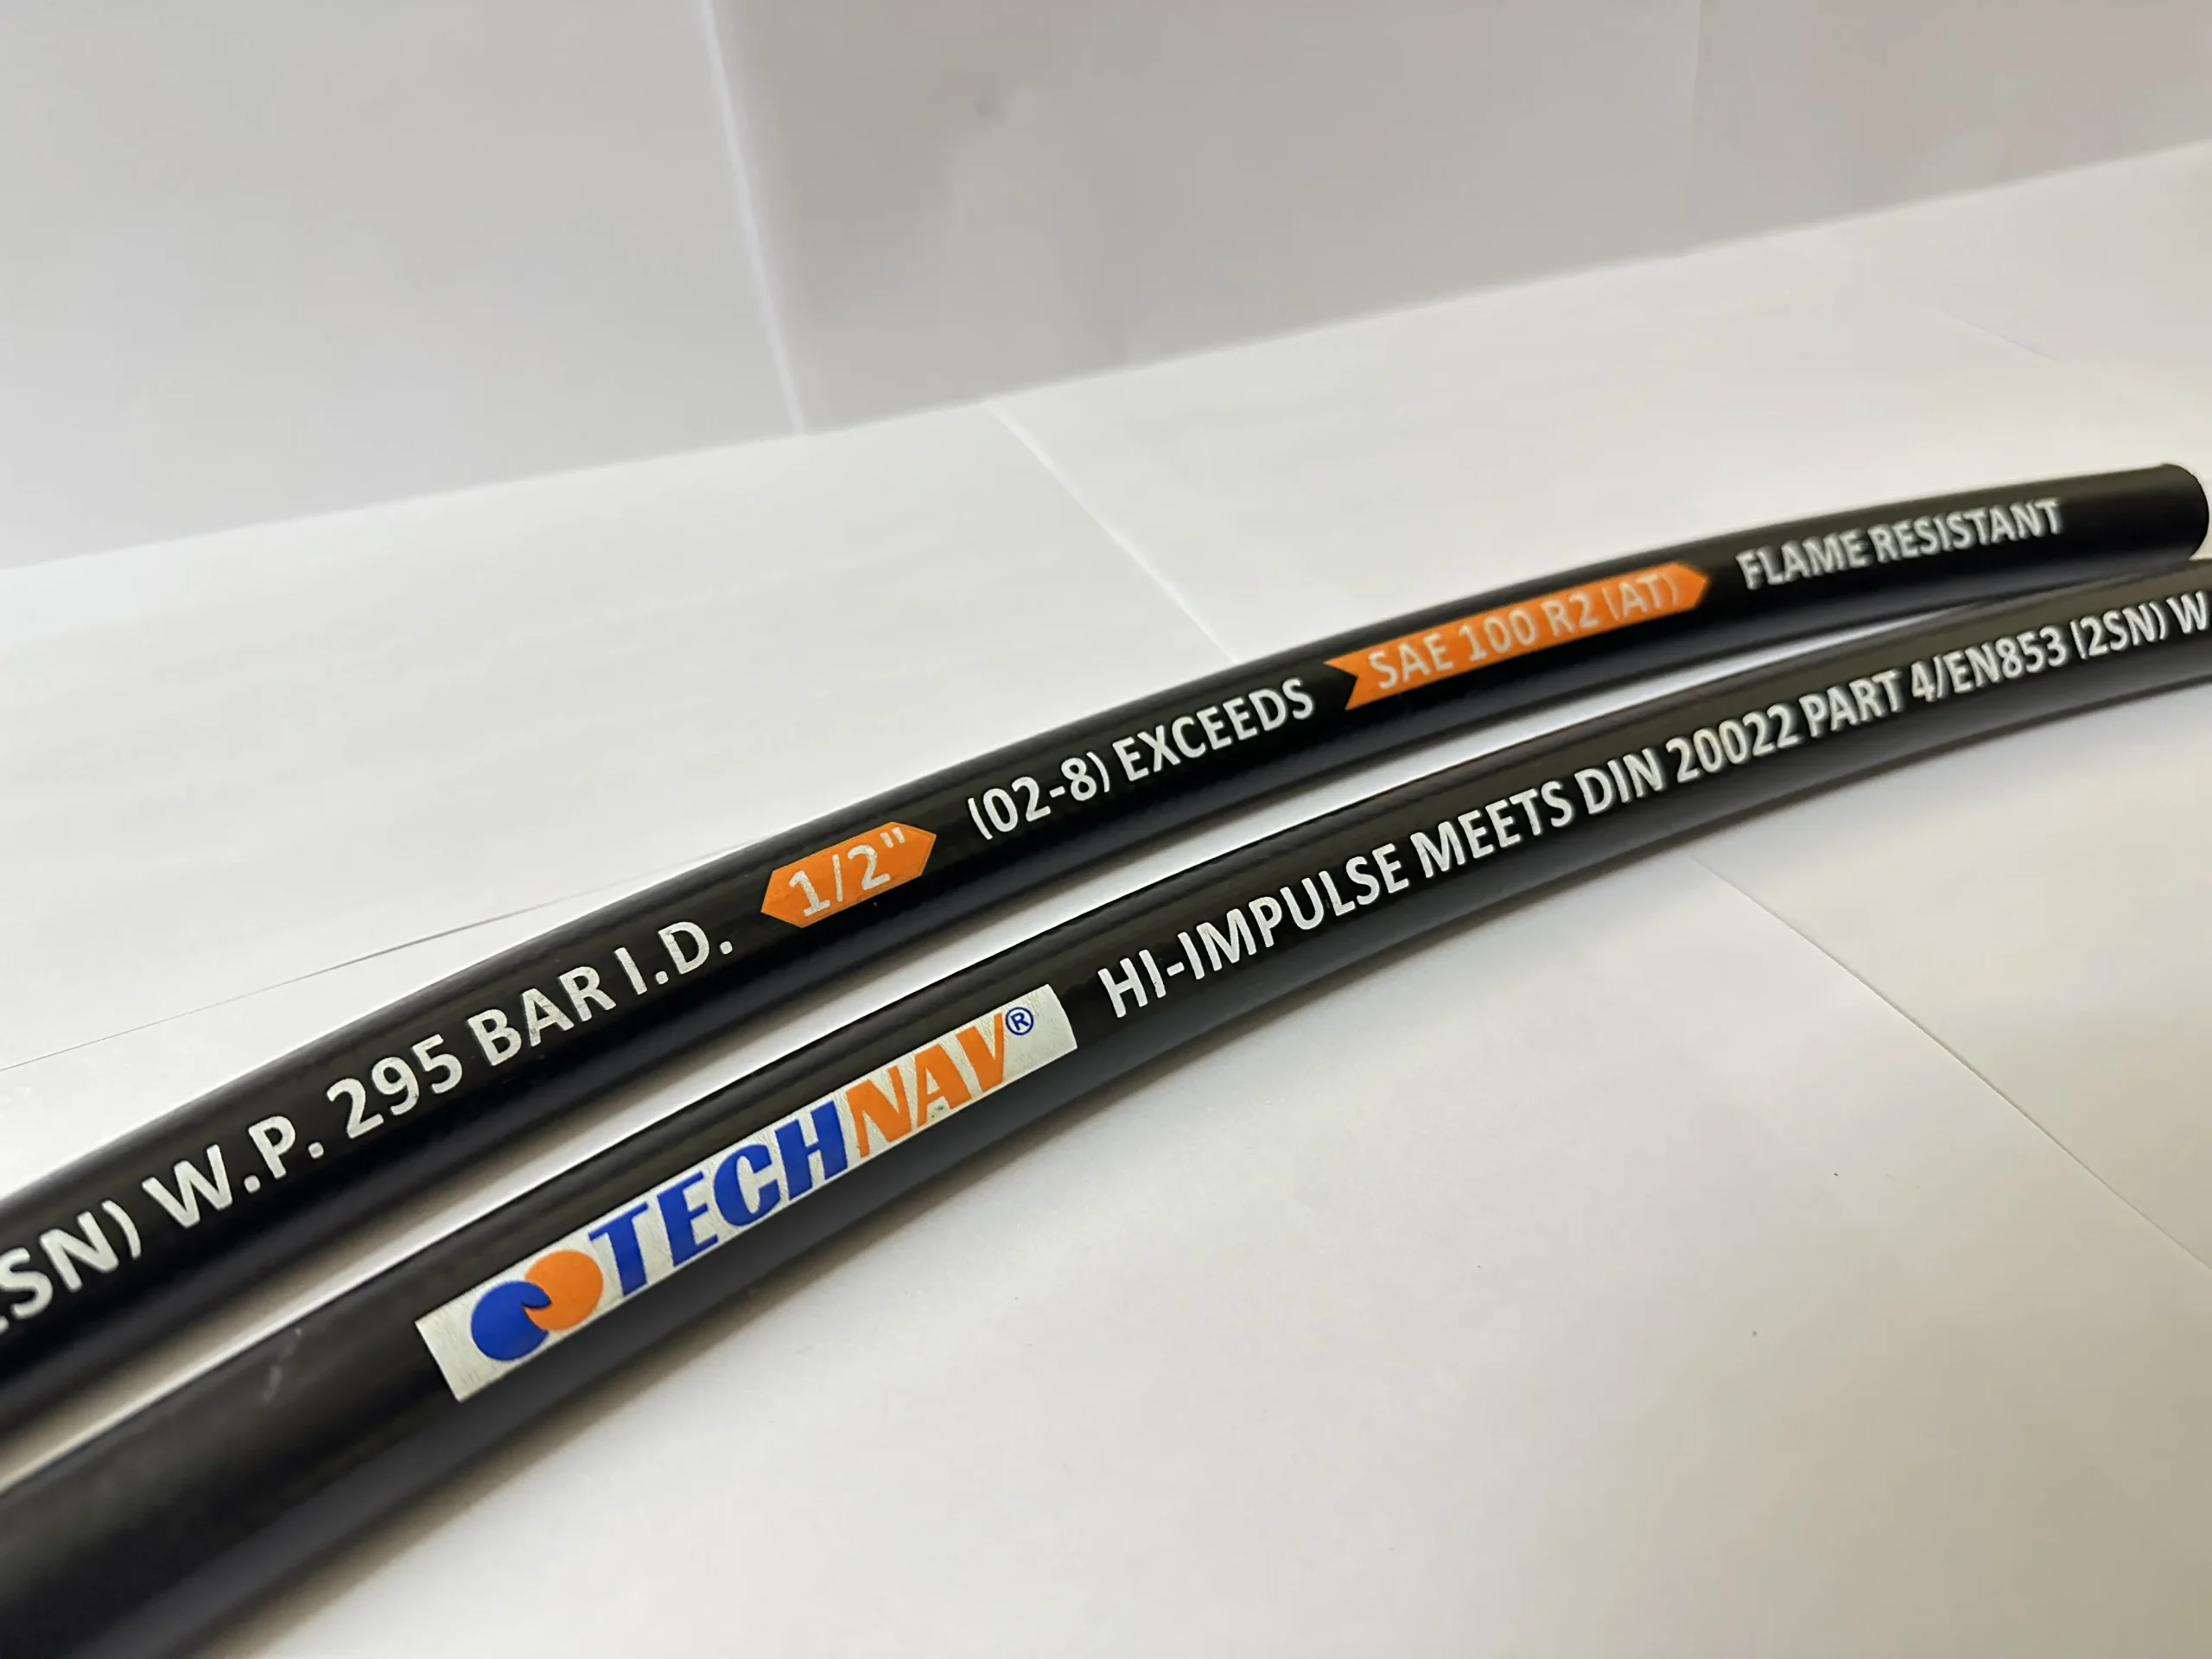 SN) W.P. 295 BAR I.D. 1/2" (02-8) EXCEEDS SAE 100 R2 (AT) FLAME RESISTANT
TECHNAV® HI-IMPULSE MEETS DIN 20022 PART 4/EN853 (2SN) W